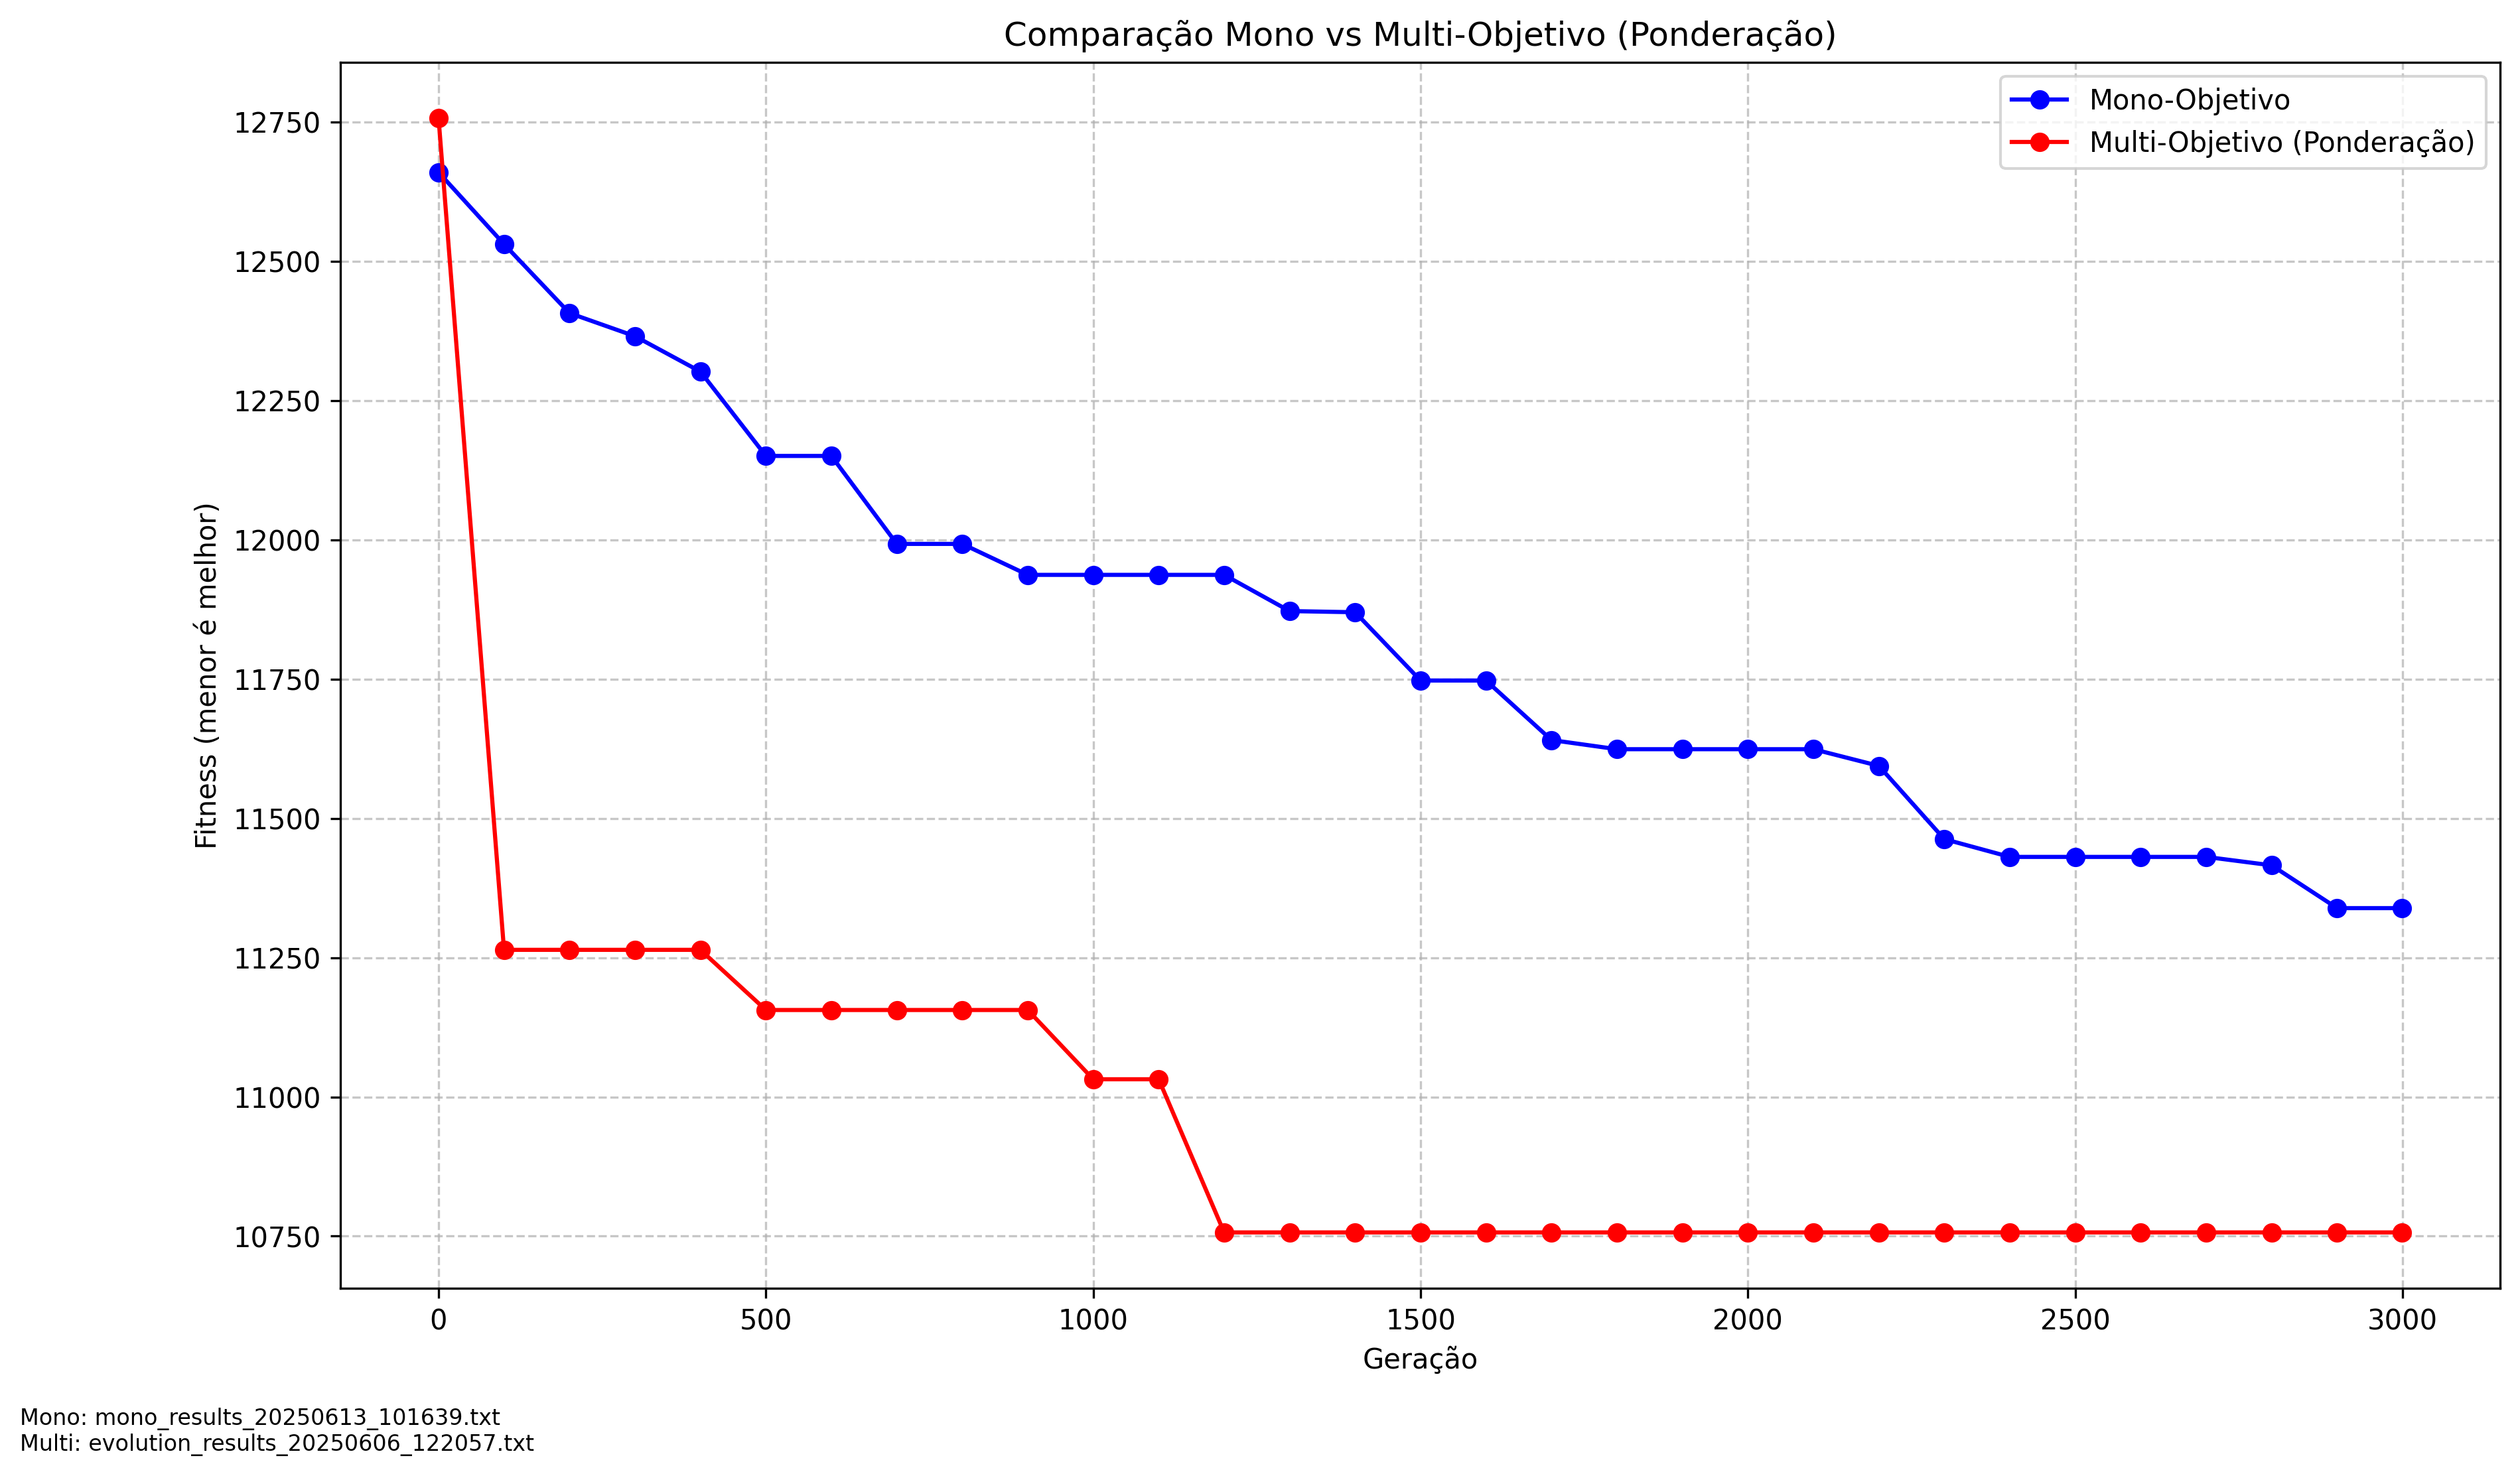 Comparação Mono vs Multi-Objetivo (Ponderação)
Mono-Objetivo
Multi-Objetivo (Ponderação)
Fitness (menor é melhor)
12750
12500
12250
12000
11750
11500
11250
11000
10750
0 500 1000 1500 2000 2500 3000
Geração
Mono: mono_results_20250613_101639.txt
Multi: evolution_results_20250606_122057.txt